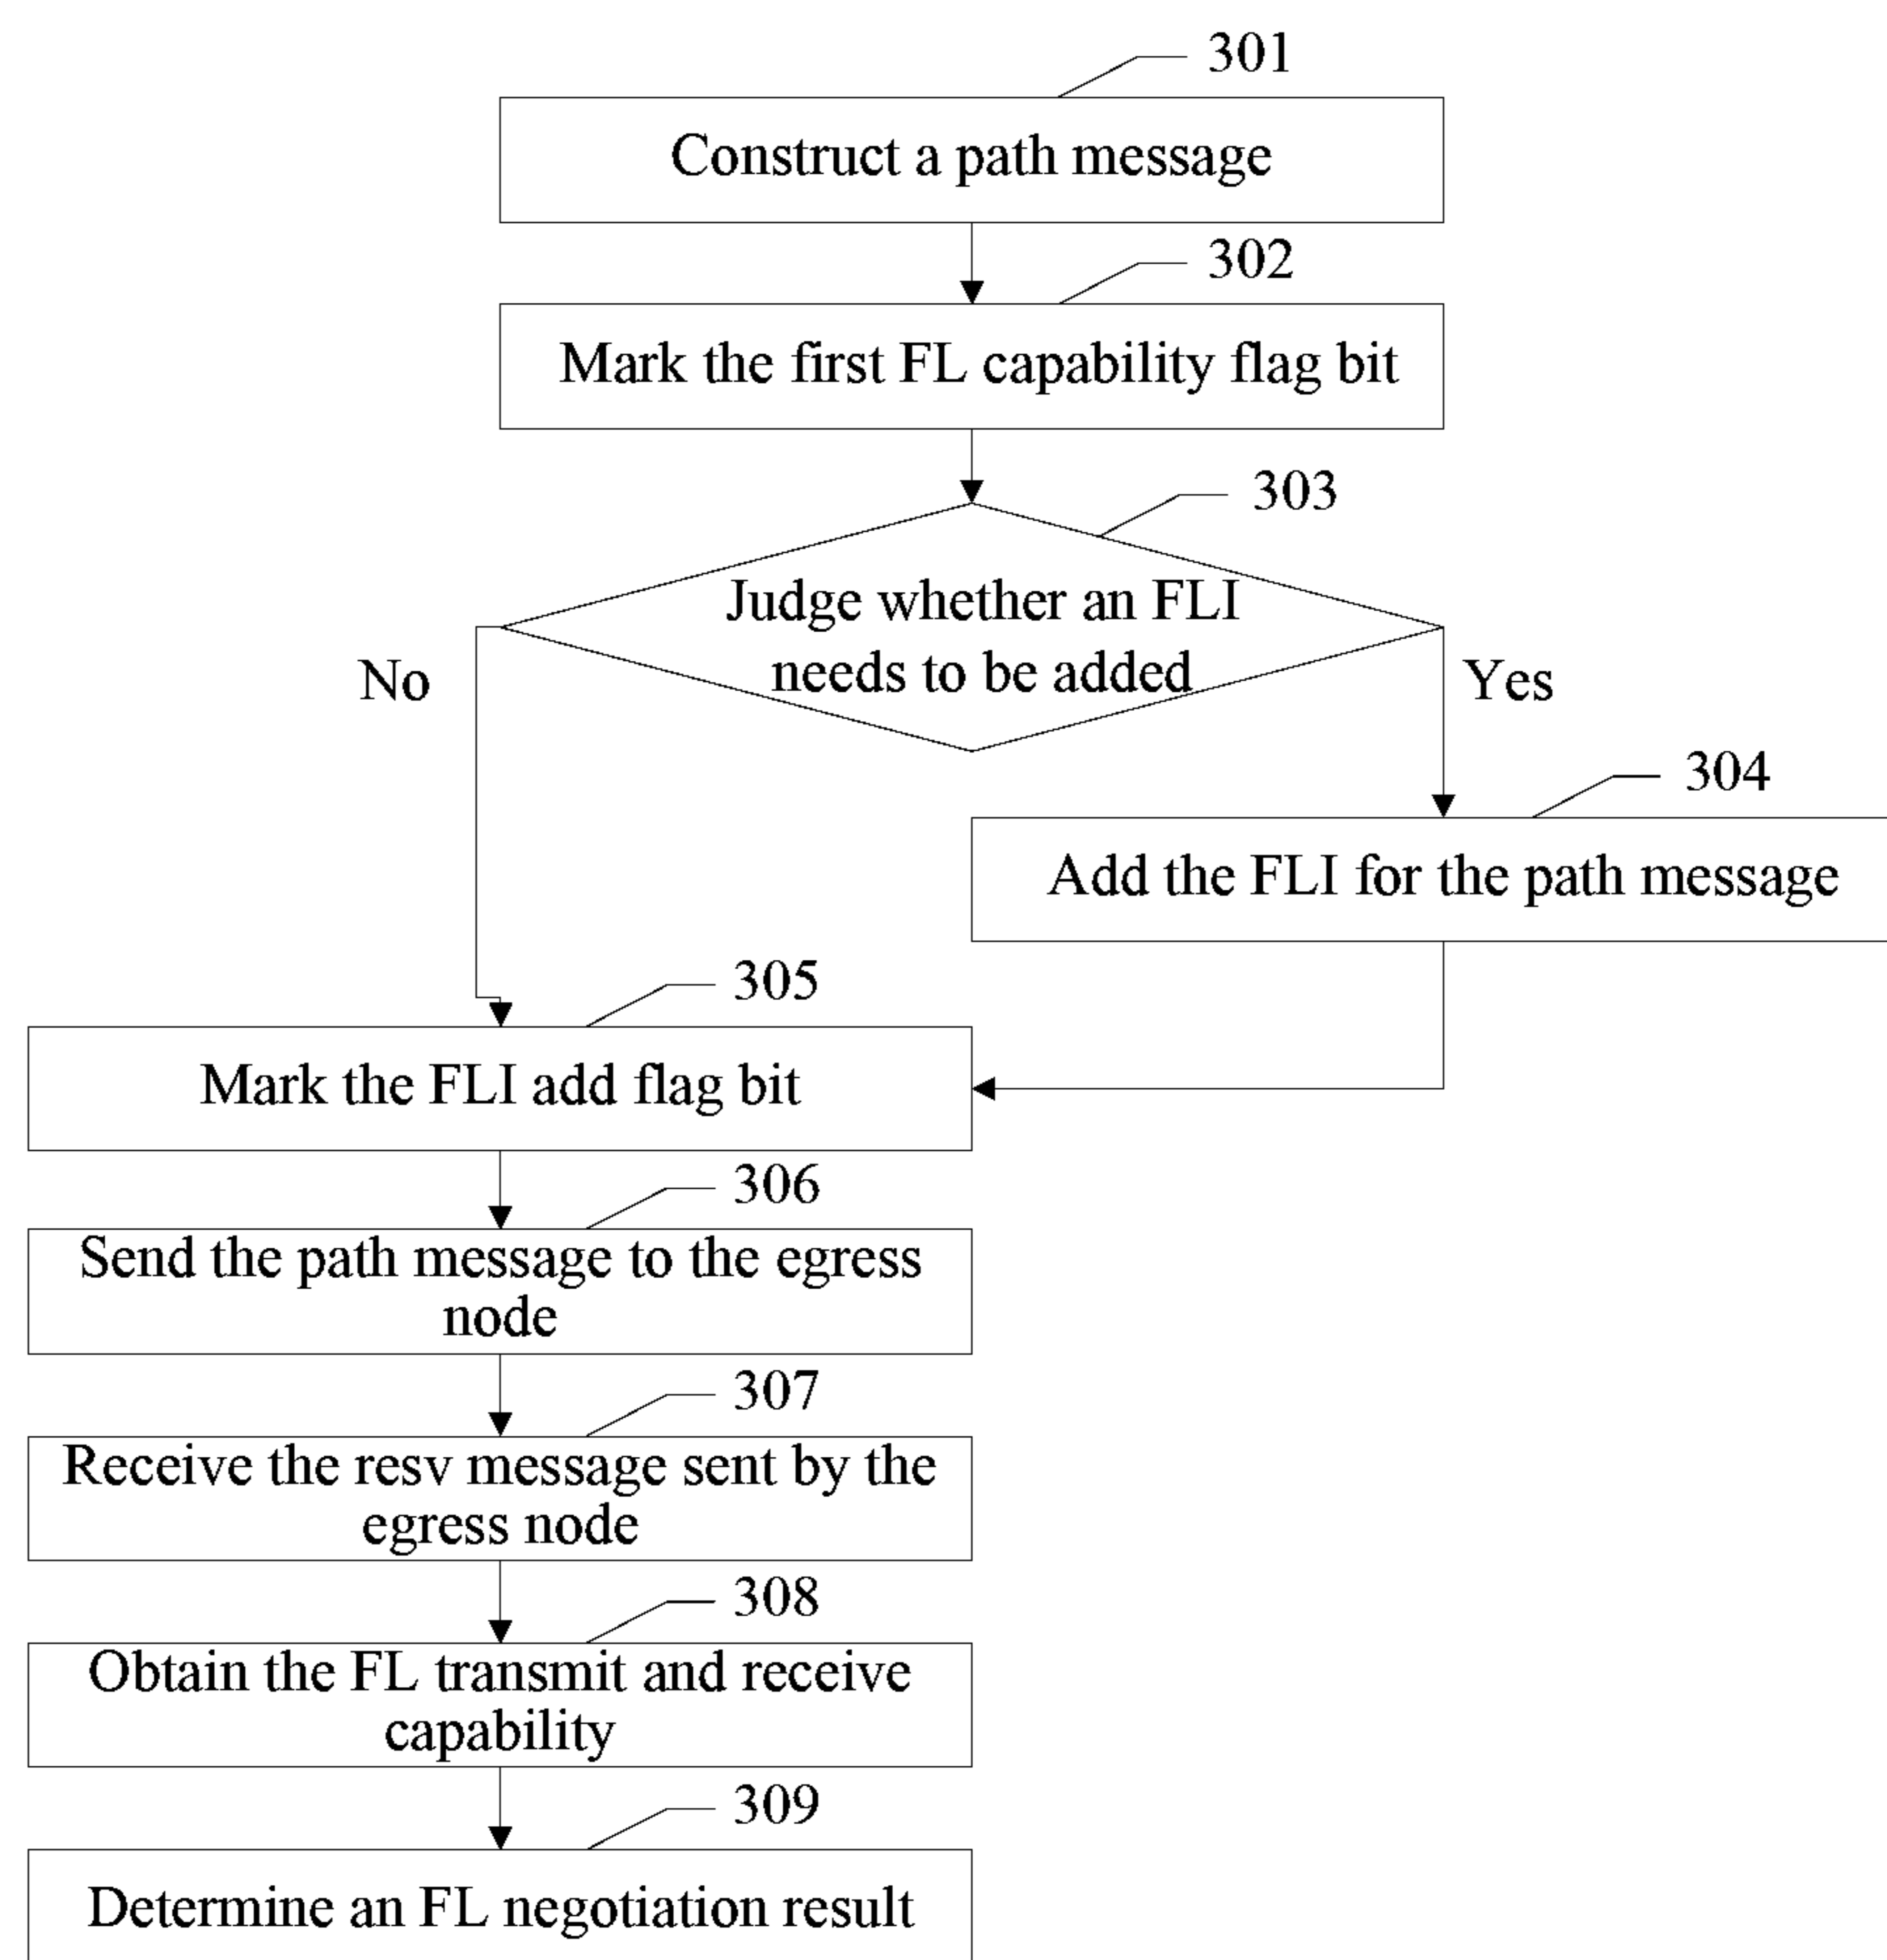 301
Construct a path message
302
Mark the first FL capability flag bit
303
Judge whether an FLI
needs to be added
No
Yes
304
Add the FLI for the path message
305
Mark the FLI add flag bit
306
Send the path message to the egress
node
307
Receive the resv message sent by the
egress node
308
Obtain the FL transmit and receive
capability
309
Determine an FL negotiation result